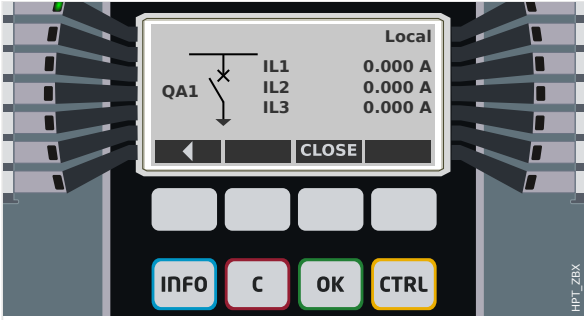 Local
IL1 0.000 A
QA1 IL2 0.000 A
IL3 0.000 A
CLOSE
INFO C OK CTRL
HPT_ZBX